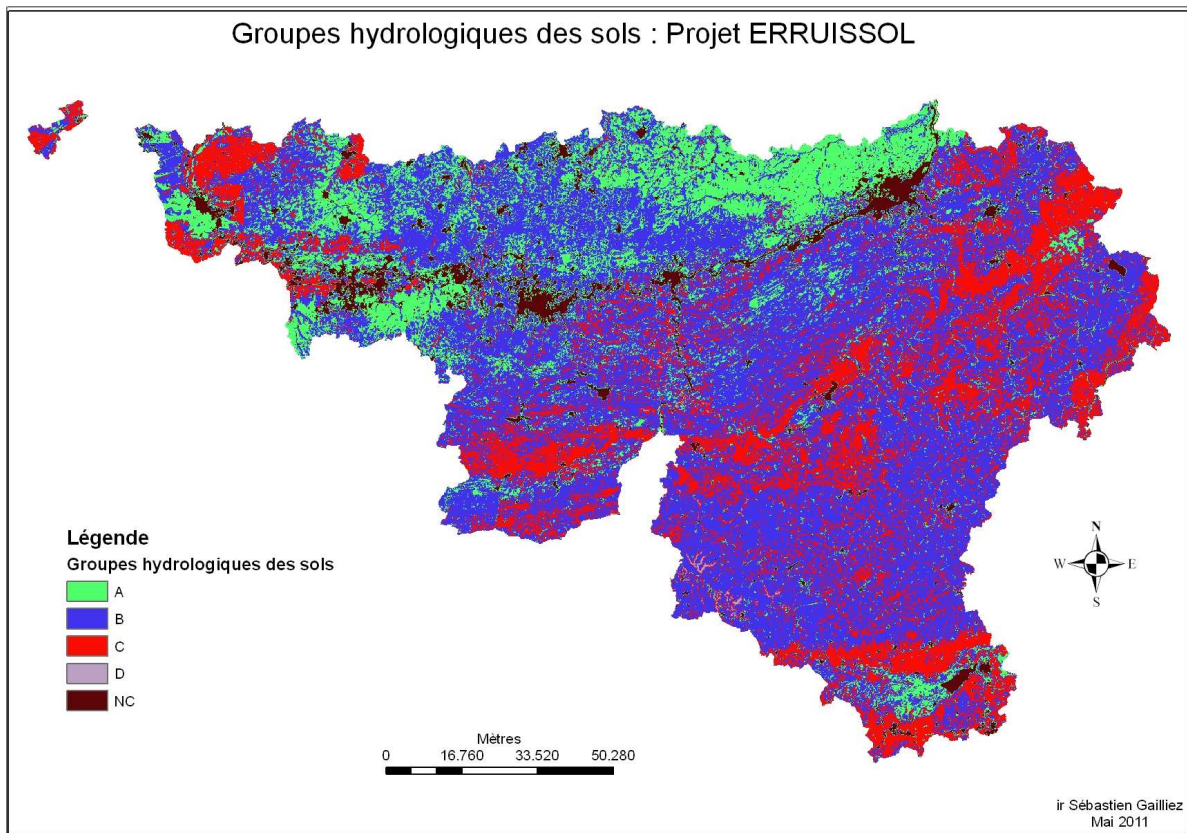 Groupes hydrologiques des sols : Projet ERRUISSOL
Légende
Groupes hydrologiques des sols
A
B
C
D
NC
N
W E
S
Mètres
0 16.760 33.520 50.280
ir Sébastien Gailliez
Mai 2011